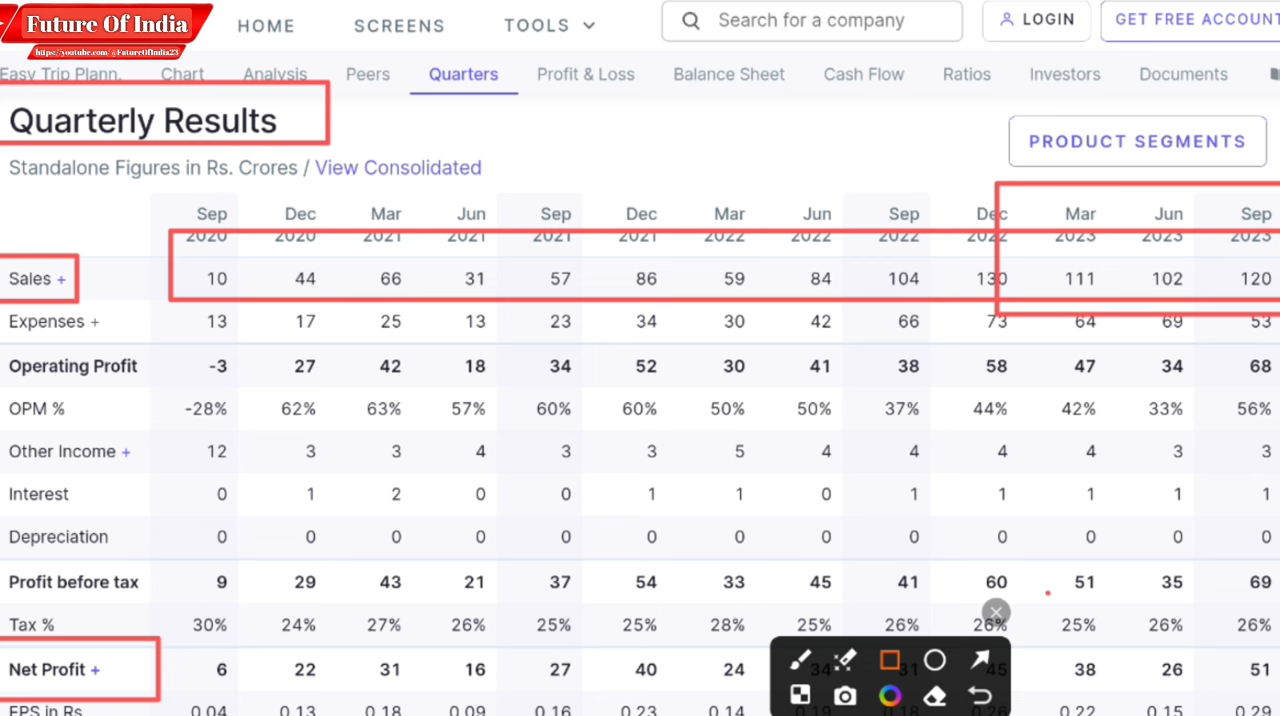 Future Of India
https://youtube.com/@FutureOfIndia23
HOME SCREENS TOOLS Search for a company LOGIN GET FREE ACCOUNT
Easy Trip Plann. Chart Analysis Peers Quarters Profit & Loss Balance Sheet Cash Flow Ratios Investors Documents
Quarterly Results
PRODUCT SEGMENTS
Standalone Figures in Rs. Crores / View Consolidated
Sep Dec Mar Jun Sep Dec Mar Jun Sep Dec Mar Jun Sep
2020 2020 2021 2021 2021 2021 2022 2022 2022 2022 2023 2023 2023
Sales + 10 44 66 31 57 86 59 84 104 130 111 102 120
Expenses + 13 17 25 13 23 34 30 42 66 73 64 69 53
Operating Profit -3 27 42 18 34 52 30 41 38 58 47 34 68
OPM % -28% 62% 63% 57% 60% 60% 50% 50% 37% 44% 42% 33% 56%
Other Income + 12 3 3 4 3 3 5 4 4 4 4 3 3
Interest 0 1 2 0 0 1 1 0 1 1 1 1 1
Depreciation 0 0 0 0 0 0 0 0 0 0 0 0 0
Profit before tax 9 29 43 21 37 54 33 45 41 60 51 35 69
Tax % 30% 24% 27% 26% 25% 25% 28% 25% 26% 26% 25% 26% 26%
Net Profit + 6 22 31 16 27 40 24 34 31 45 38 26 51
EPS in Rs 0.04 0.13 0.18 0.09 0.16 0.23 0.14 0.19 0.18 0.26 0.22 0.15 0.29